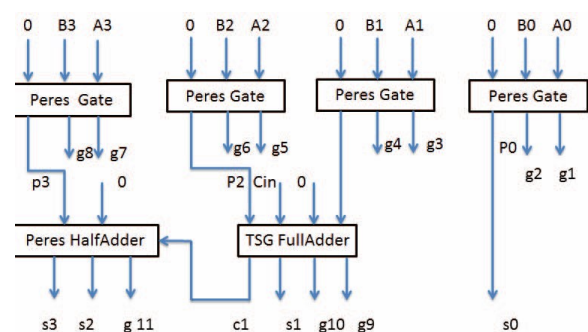 0 B3 A3 0 B2 A2 0 B1 A1 0 B0 A0
Peres Gate Peres Gate Peres Gate Peres Gate
g8 g7 g6 g5 g4 g3 P0 g2 g1
p3 0 P2 Cin 0
Peres HalfAdder TSG FullAdder
s3 s2 g 11 c1 s1 g10 g9 s0